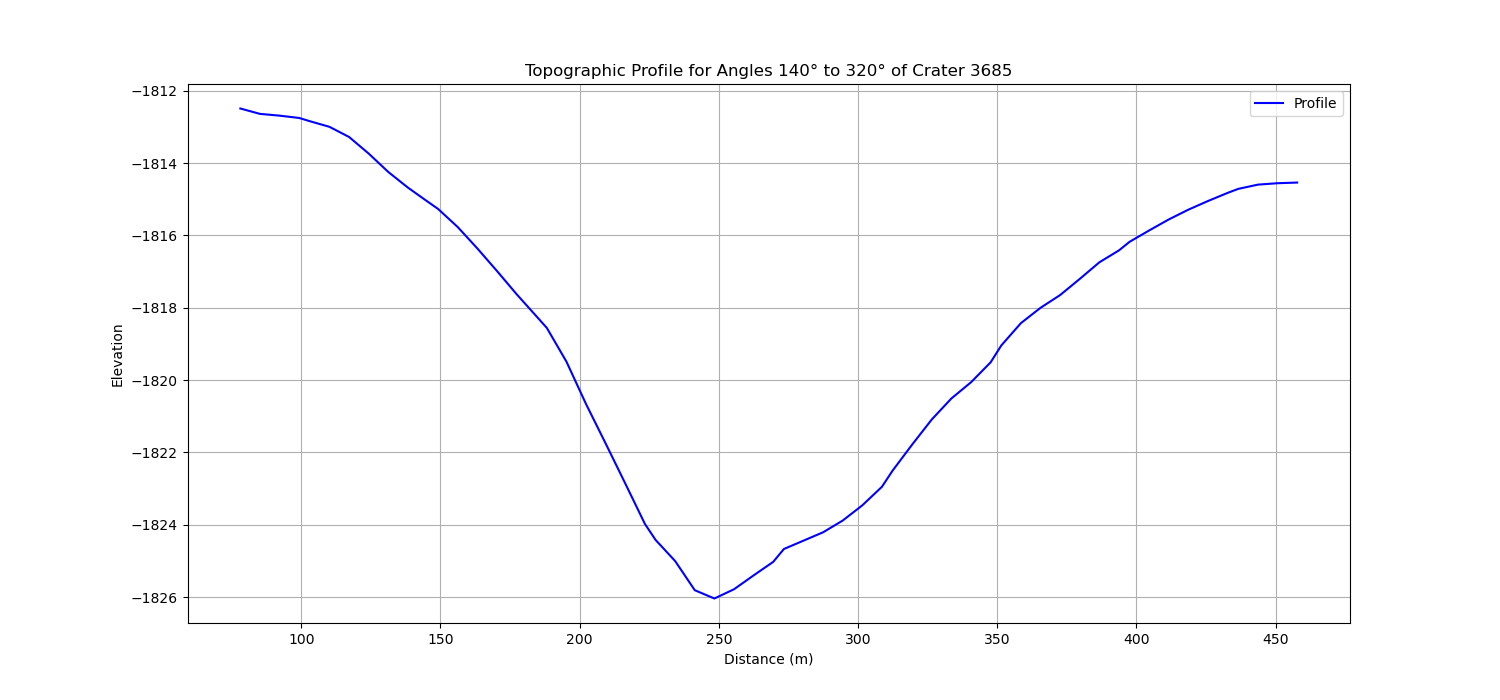 Topographic Profile for Angles 140° to 320° of Crater 3685
Profile
Elevation
−1812
−1814
−1816
−1818
−1820
−1822
−1824
−1826
100 150 200 250 300 350 400 450
Distance (m)